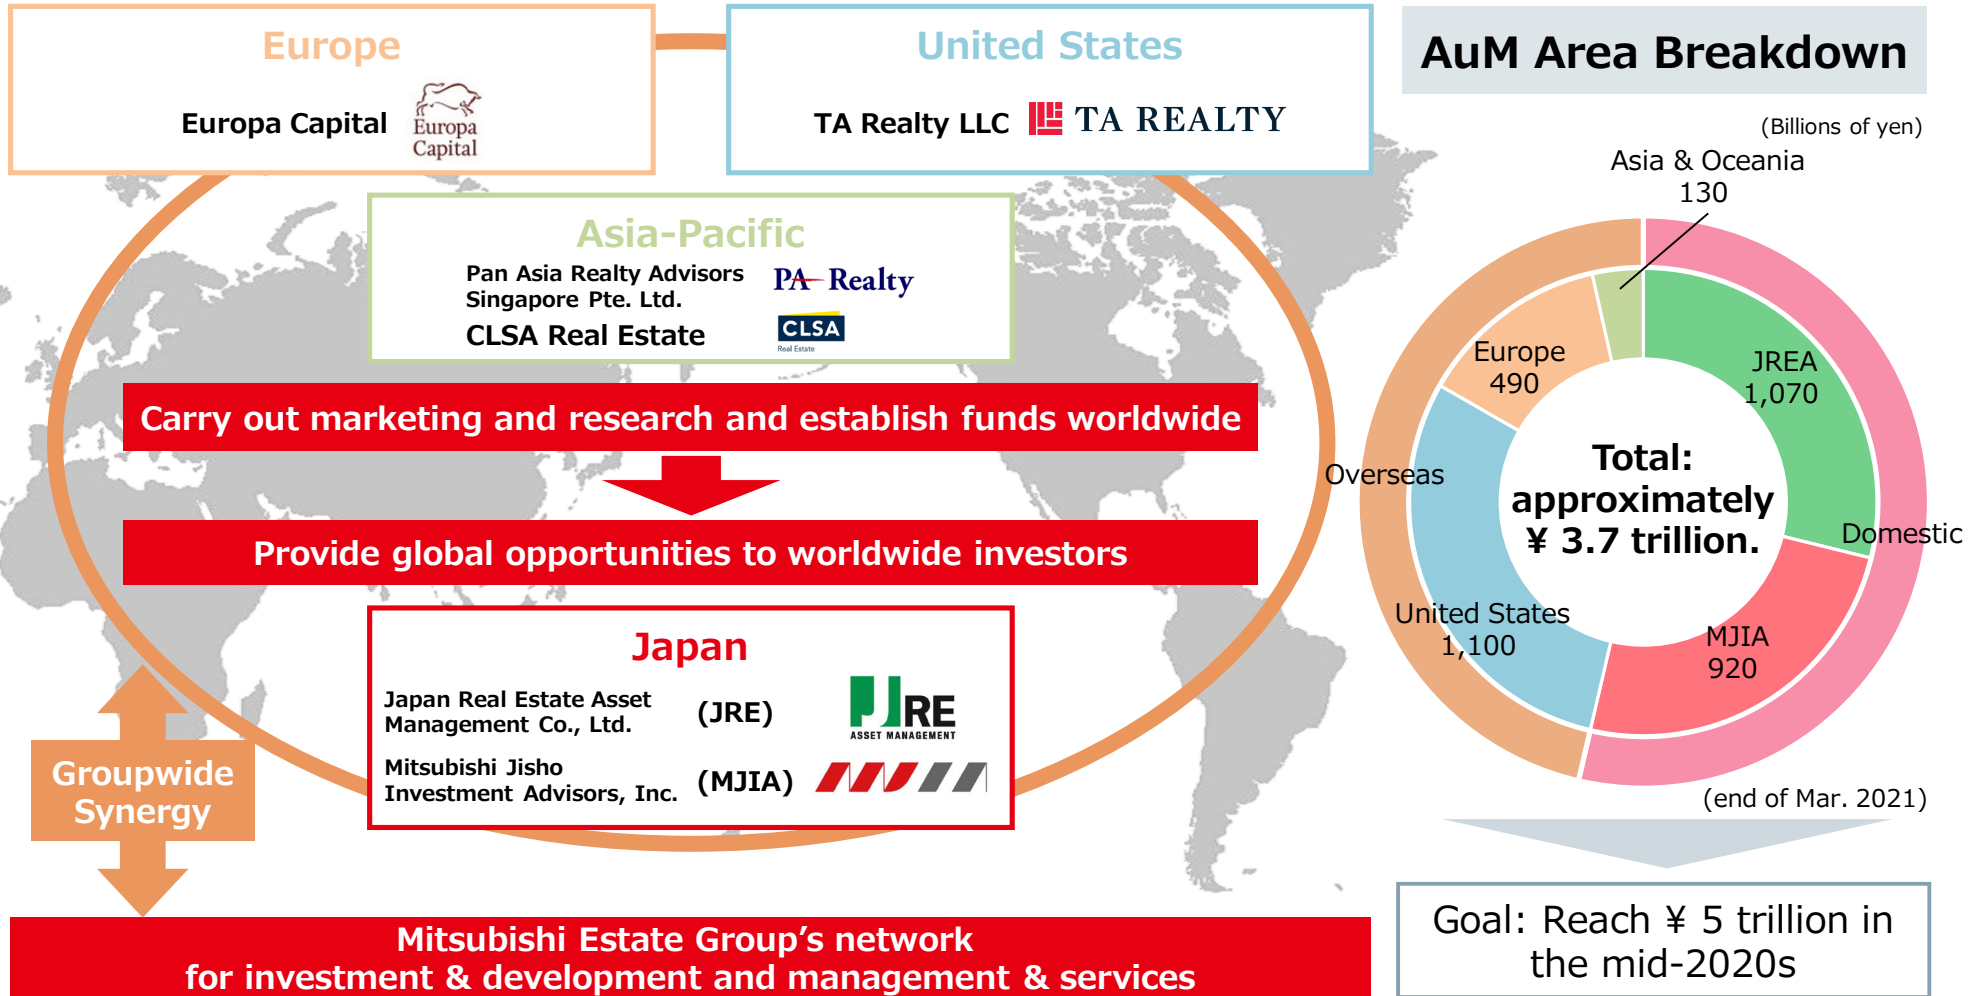 Europe
Europa Capital
Europa
Capital
United States
TA Realty LLC
TA REALTY
Asia-Pacific
Pan Asia Realty Advisors
Singapore Pte. Ltd.
PA Realty
CLSA Real Estate
CLSA
Real Estate
Carry out marketing and research and establish funds worldwide
Provide global opportunities to worldwide investors
Japan
Japan Real Estate Asset
Management Co., Ltd.
(JRE)
JRE
ASSET MANAGEMENT
Mitsubishi Jisho
Investment Advisors, Inc.
(MJIA)
Groupwide
Synergy
Mitsubishi Estate Group’s network
for investment & development and management & services
AuM Area Breakdown
(Billions of yen)
Asia & Oceania
130
Europe
490
JREA
1,070
Overseas
Total:
approximately
¥ 3.7 trillion.
Domestic
United States
1,100
MJIA
920
(end of Mar. 2021)
Goal: Reach ¥ 5 trillion in
the mid-2020s